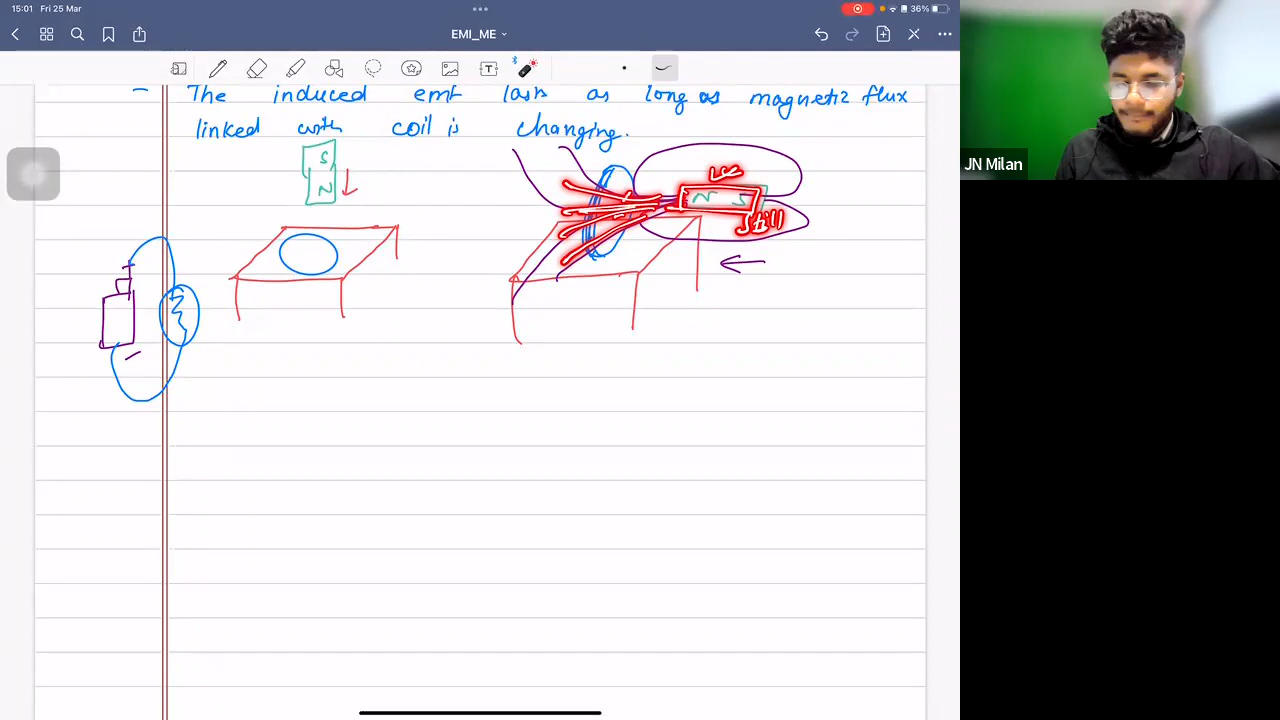 15:01 Fri 25 Mar
36%
EMI_ME
The induced emf lasts as long as magnetic flux
linked with coil is changing.
S
N
N S
Still
JN Milan